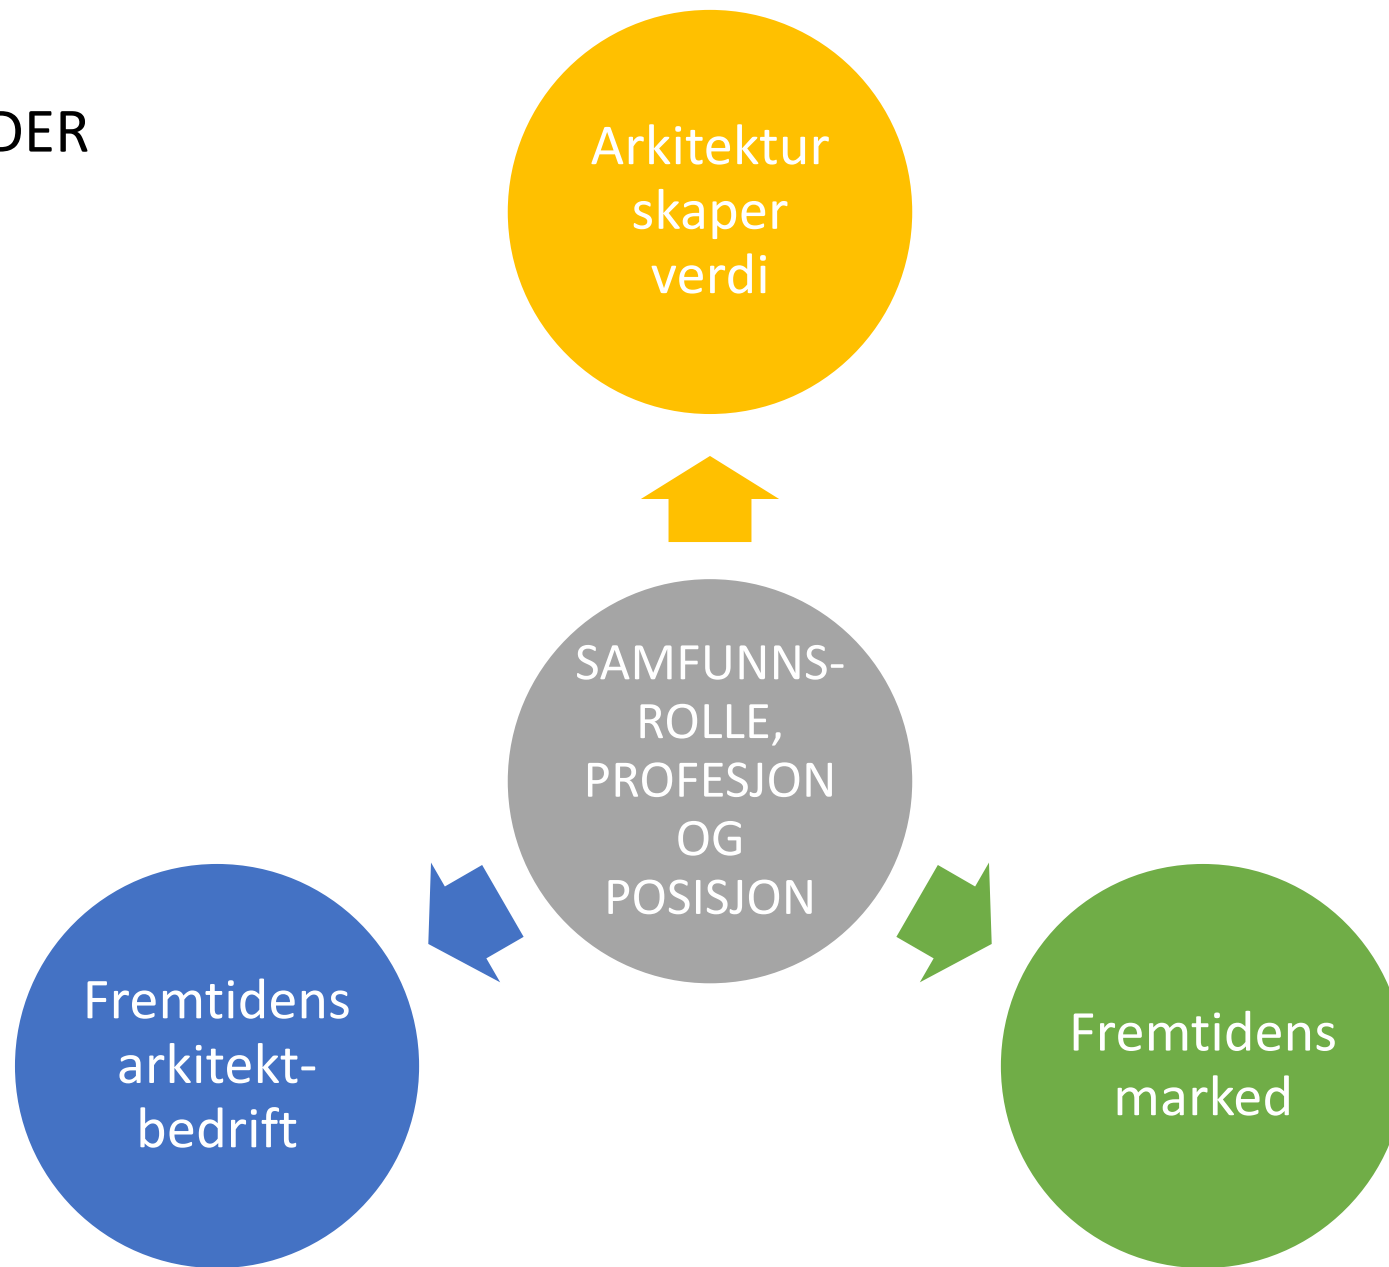 DER
Arkitektur
skaper
verdi
SAMFUNNS-
ROLLE,
PROFESJON
OG
POSISJON
Fremtidens
arkitekt-
bedrift
Fremtidens
marked